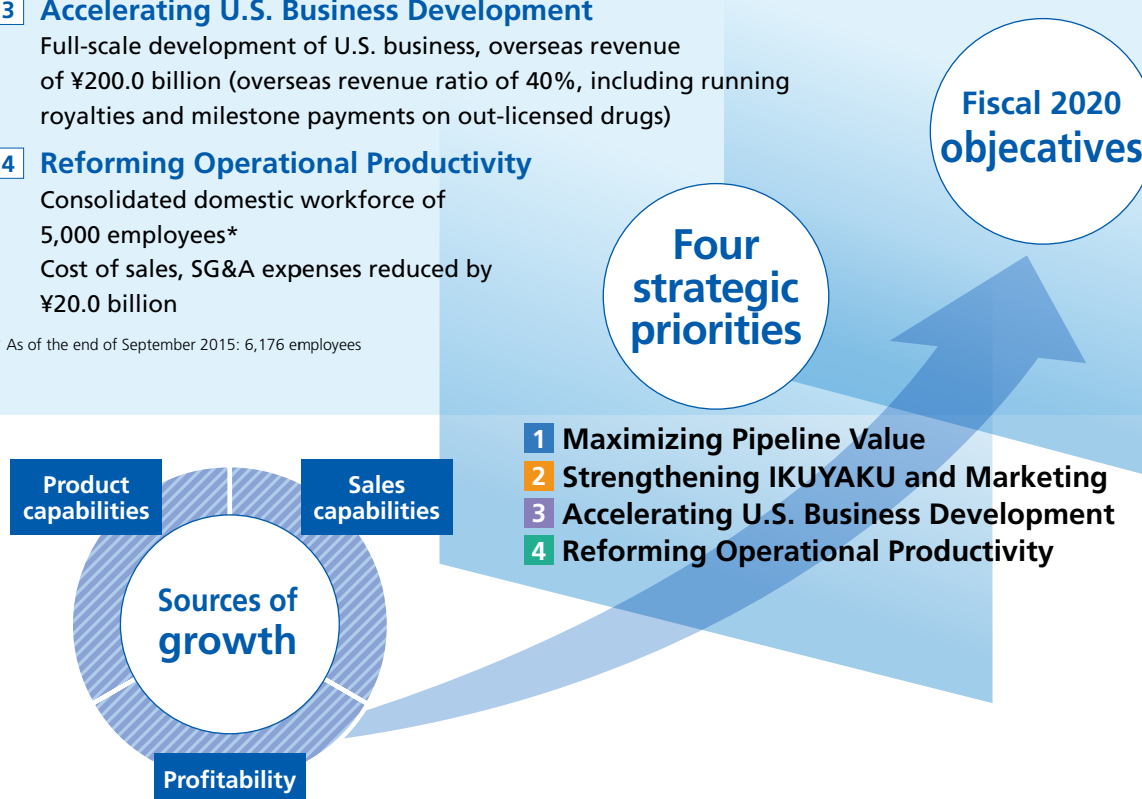 3 Accelerating U.S. Business Development
Full-scale development of U.S. business, overseas revenue
of ¥200.0 billion (overseas revenue ratio of 40%, including running
royalties and milestone payments on out-licensed drugs)
4 Reforming Operational Productivity
Consolidated domestic workforce of
5,000 employees*
Cost of sales, SG&A expenses reduced by
¥20.0 billion
As of the end of September 2015: 6,176 employees
Fiscal 2020
objecatives
Four
strategic
priorities
1 Maximizing Pipeline Value
2 Strengthening IKUYAKU and Marketing
3 Accelerating U.S. Business Development
4 Reforming Operational Productivity
Product
capabilities
Sales
capabilities
Sources of
growth
Profitability